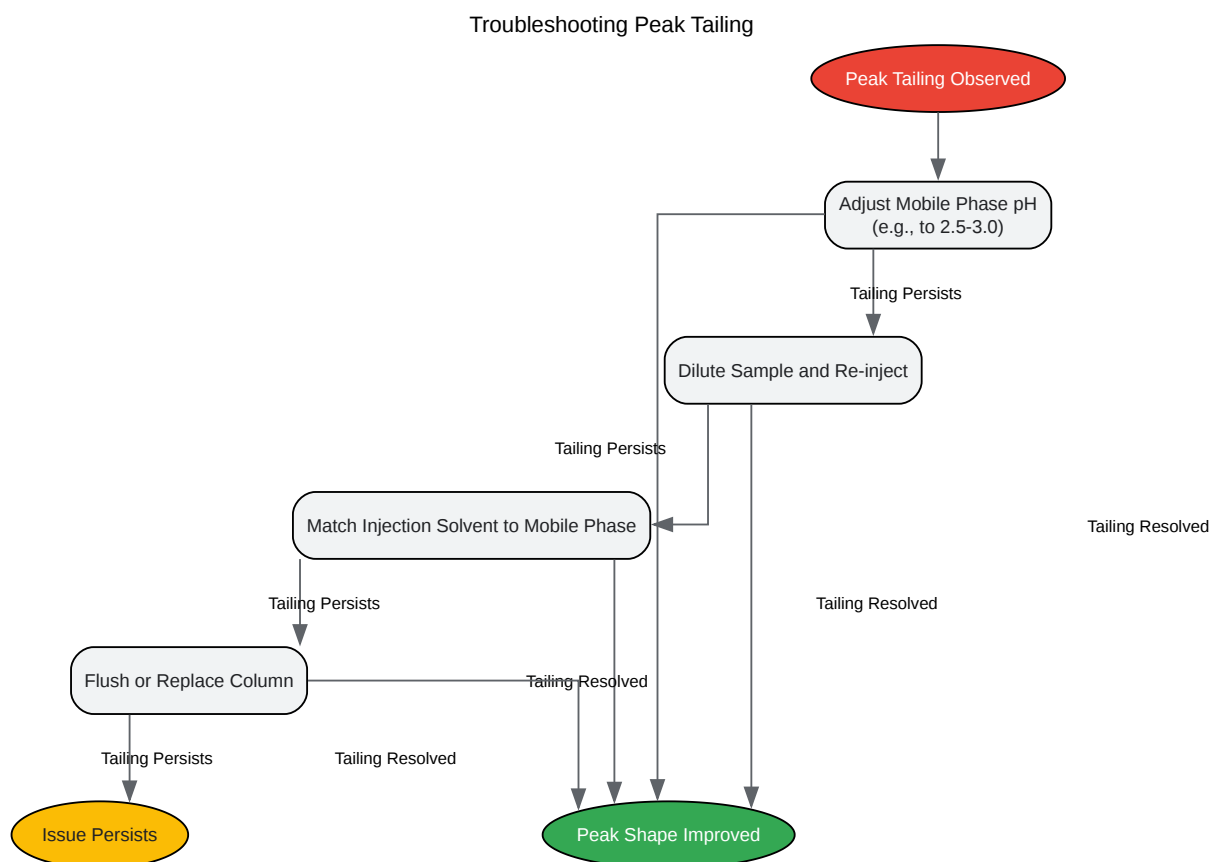 Troubleshooting Peak Tailing
Peak Tailing Observed
Adjust Mobile Phase pH
(e.g., to 2.5-3.0)
Tailing Persists
Dilute Sample and Re-inject
Tailing Persists
Match Injection Solvent to Mobile Phase
Tailing Resolved
Tailing Persists
Tailing Resolved
Flush or Replace Column
Tailing Resolved
Tailing Persists
Tailing Resolved
Issue Persists
Peak Shape Improved